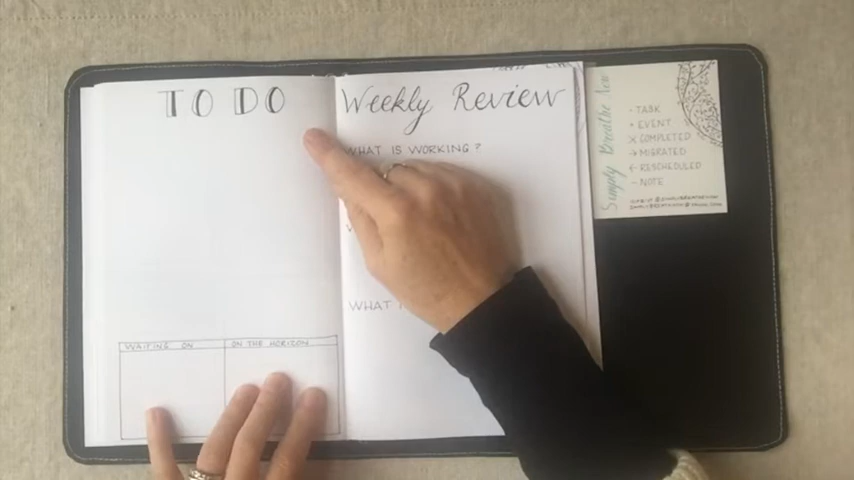 TO DO
WAITING ON
ON THE HORIZON
Weekly Review
WHAT IS WORKING?
WHAT
Simply Breathe New
• TASK
EVENT
× COMPLETED
→ MIGRATED
← RESCHEDULED
– NOTE